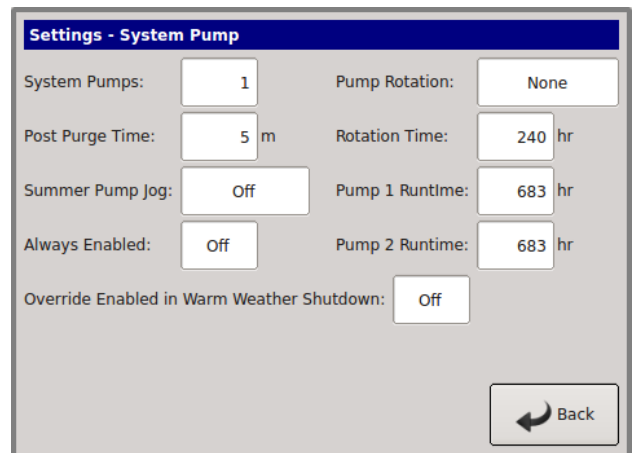 Settings - System Pump
System Pumps: 1 Pump Rotation: None
Post Purge Time: 5 m Rotation Time: 240 hr
Summer Pump Jog: Off Pump 1 RuntIme: 683 hr
Always Enabled: Off Pump 2 Runtime: 683 hr
Override Enabled in Warm Weather Shutdown: Off
Back